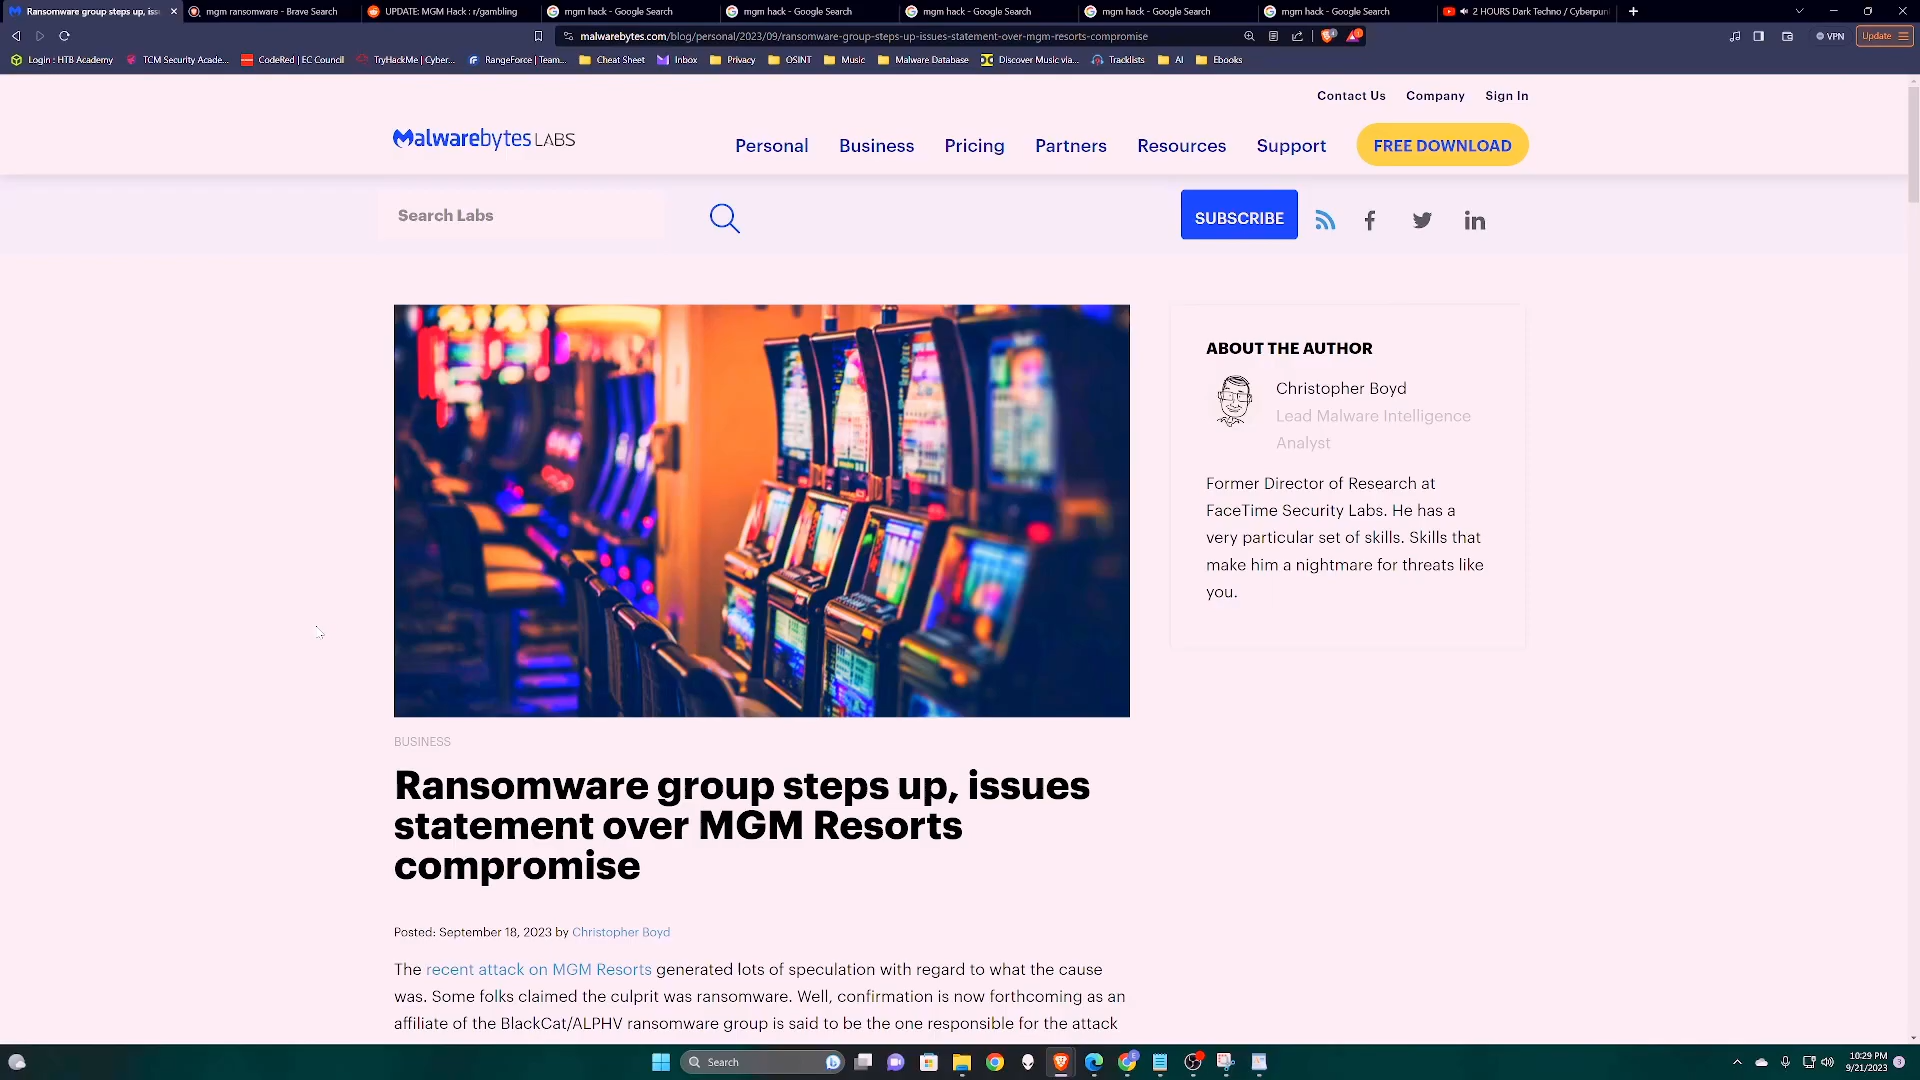 Ransomware group steps up, iss
mgm ransomware - Brave Search
UPDATE: MGM Hack : r/gambling
mgm hack - Google Search
mgm hack - Google Search
mgm hack - Google Search
mgm hack - Google Search
mgm hack - Google Search
2 HOURS Dark Techno / Cyberpun
malwarebytes.com/blog/personal/2023/09/ransomware-group-steps-up-issues-statement-over-mgm-resorts-compromise
VPN
Update
Login : HTB Academy
TCM Security Acade...
CodeRed | EC Council
TryHackMe | Cyber...
RangeForce | Team...
Cheat Sheet
Inbox
Privacy
OSINT
Music
Malware Database
Discover Music via...
Tracklists
AI
Ebooks
Contact Us
Company
Sign In
Malwarebytes LABS
Personal
Business
Pricing
Partners
Resources
Support
FREE DOWNLOAD
Search Labs
SUBSCRIBE
ABOUT THE AUTHOR
Christopher Boyd
Lead Malware Intelligence
Analyst
Former Director of Research at
FaceTime Security Labs. He has a
very particular set of skills. Skills that
make him a nightmare for threats like
you.
BUSINESS
Ransomware group steps up, issues
statement over MGM Resorts
compromise
Posted: September 18, 2023 by Christopher Boyd
The recent attack on MGM Resorts generated lots of speculation with regard to what the cause
was. Some folks claimed the culprit was ransomware. Well, confirmation is now forthcoming as an
affiliate of the BlackCat/ALPHV ransomware group is said to be the one responsible for the attack
Search
10:29 PM
9/21/2023
3